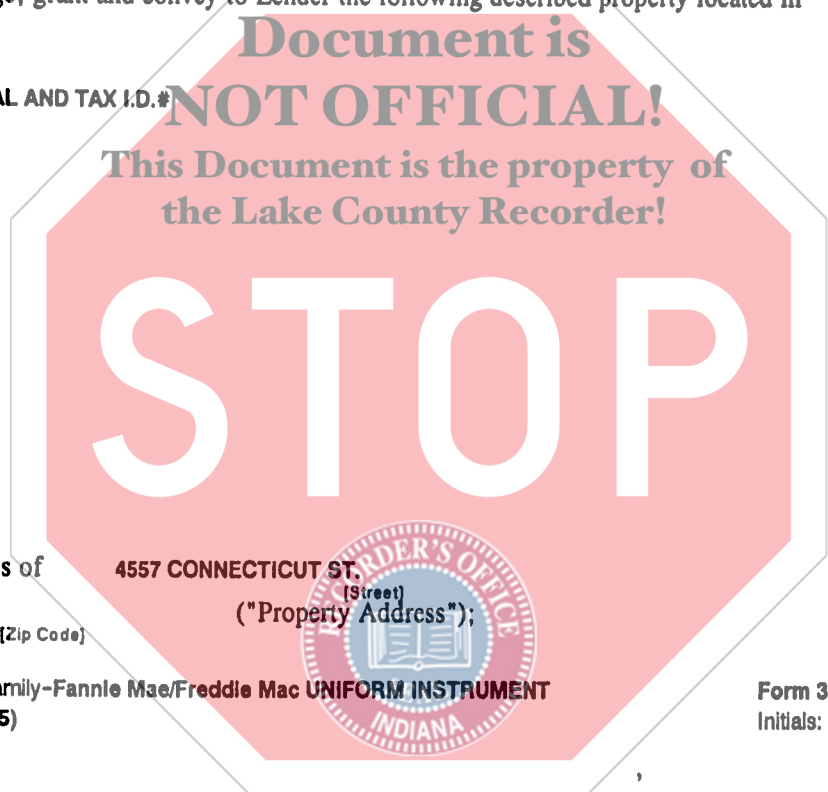 grant and convey to Lender the following described property located in
Document is
AL AND TAX I.D.#
NOT OFFICIAL!
This Document is the property of
the Lake County Recorder!
STOP
s of 4557 CONNECTICUT ST.
[Street]
("Property Address");
[Zip Code]
RECORDER'S OFFICE
amily-Fannie Mae/Freddie Mac UNIFORM INSTRUMENT
Form 3
5)
Initials:
INDIANA